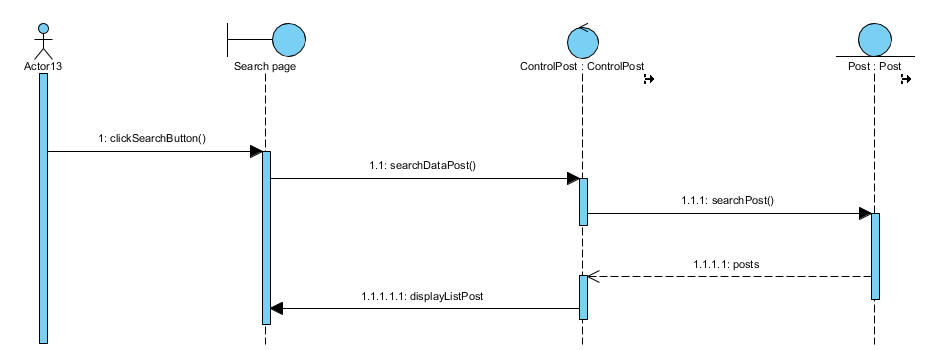 Actor13
Search page
ControlPost : ControlPost
Post : Post
1: clickSearchButton()
1.1: searchDataPost()
1.1.1: searchPost()
1.1.1.1: posts
1.1.1.1.1: displayListPost